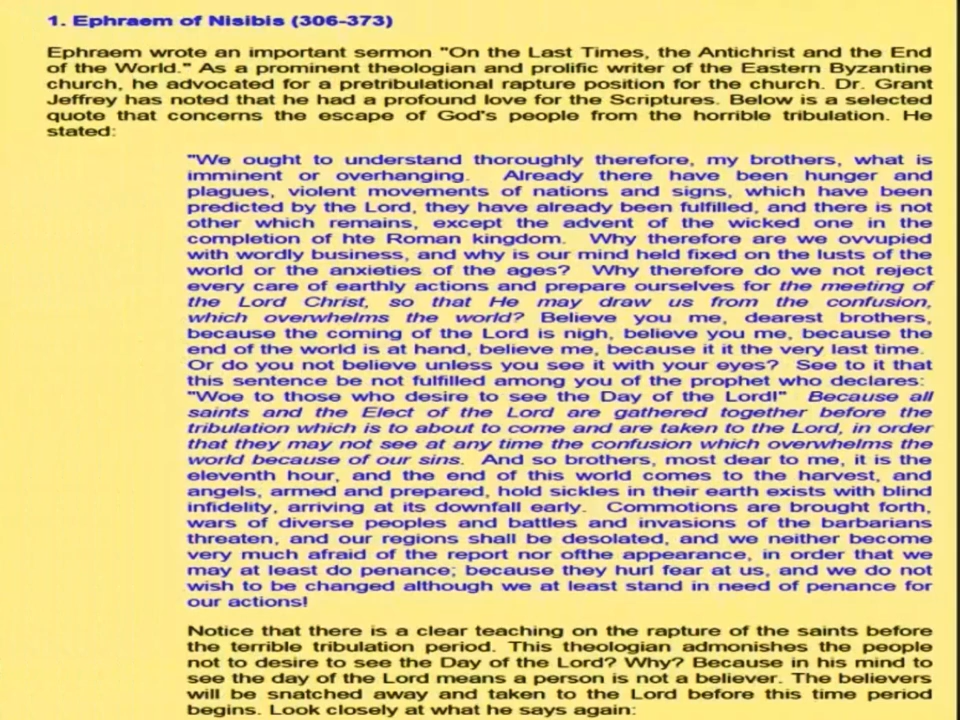 1. Ephraem of Nisibis (306-373)
Ephraem wrote an important sermon "On the Last Times, the Antichrist and the End
of the World." As a prominent theologian and prolific writer of the Eastern Byzantine
church, he advocated for a pretribulational rapture position for the church. Dr. Grant
Jeffrey has noted that he had a profound love for the Scriptures. Below is a selected
quote that concerns the escape of God's people from the horrible tribulation. He
stated:
"We ought to understand thoroughly therefore, my brothers, what is
imminent or overhanging. Already there have been hunger and
plagues, violent movements of nations and signs, which have been
predicted by the Lord, they have already been fulfilled, and there is not
other which remains, except the advent of the wicked one in the
completion of hte Roman kingdom. Why therefore are we ovvupied
with wordly business, and why is our mind held fixed on the lusts of the
world or the anxieties of the ages? Why therefore do we not reject
every care of earthly actions and prepare ourselves for the meeting of
the Lord Christ, so that He may draw us from the confusion,
which overwhelms the world? Believe you me, dearest brothers,
because the coming of the Lord is nigh, believe you me, because the
end of the world is at hand, believe me, because it it the very last time.
Or do you not believe unless you see it with your eyes? See to it that
this sentence be not fulfilled among you of the prophet who declares:
"Woe to those who desire to see the Day of the Lord!" Because all
saints and the Elect of the Lord are gathered together before the
tribulation which is to about to come and are taken to the Lord, in order
that they may not see at any time the confusion which overwhelms the
world because of our sins. And so brothers, most dear to me, it is the
eleventh hour, and the end of this world comes to the harvest, and
angels, armed and prepared, hold sickles in their earth exists with blind
infidelity, arriving at its downfall early. Commotions are brought forth,
wars of diverse peoples and battles and invasions of the barbarians
threaten, and our regions shall be desolated, and we neither become
very much afraid of the report nor ofthe appearance, in order that we
may at least do penance; because they hurl fear at us, and we do not
wish to be changed although we at least stand in need of penance for
our actions!
Notice that there is a clear teaching on the rapture of the saints before
the terrible tribulation period. This theologian admonishes the people
not to desire to see the Day of the Lord? Why? Because in his mind to
see the day of the Lord means a person is not a believer. The believers
will be snatched away and taken to the Lord before this time period
begins. Look closely at what he says again: